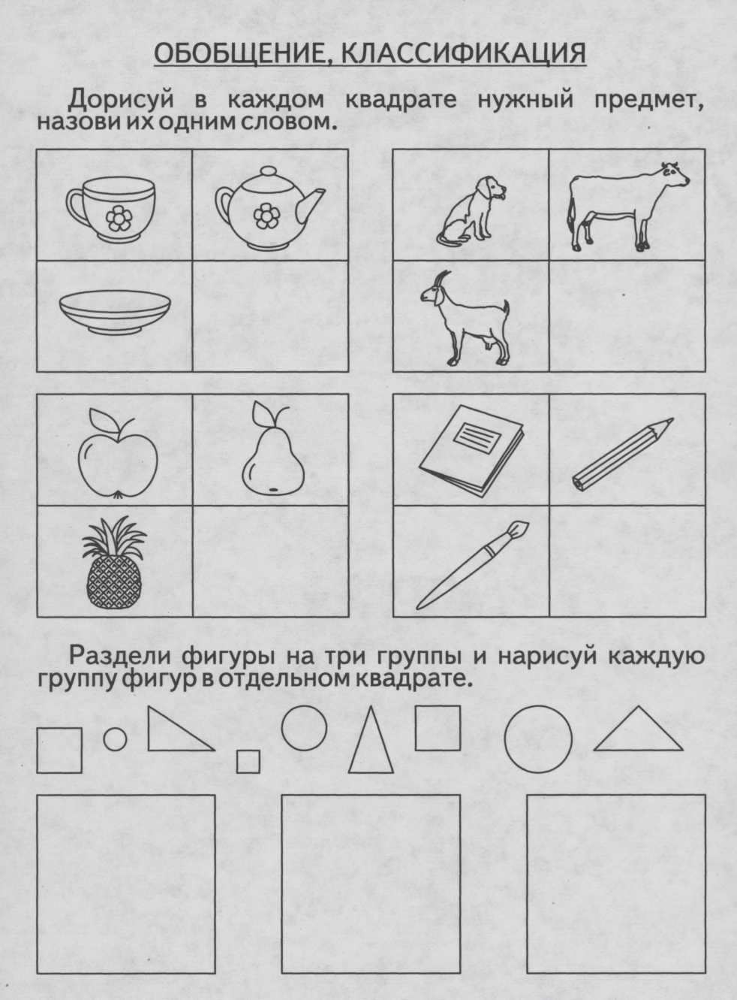 ОБОБЩЕНИЕ, КЛАССИФИКАЦИЯ
Дорисуй в каждом квадрате нужный предмет,
назови их одним словом.
Раздели фигуры на три группы и нарисуй каждую
группу фигур в отдельном квадрате.